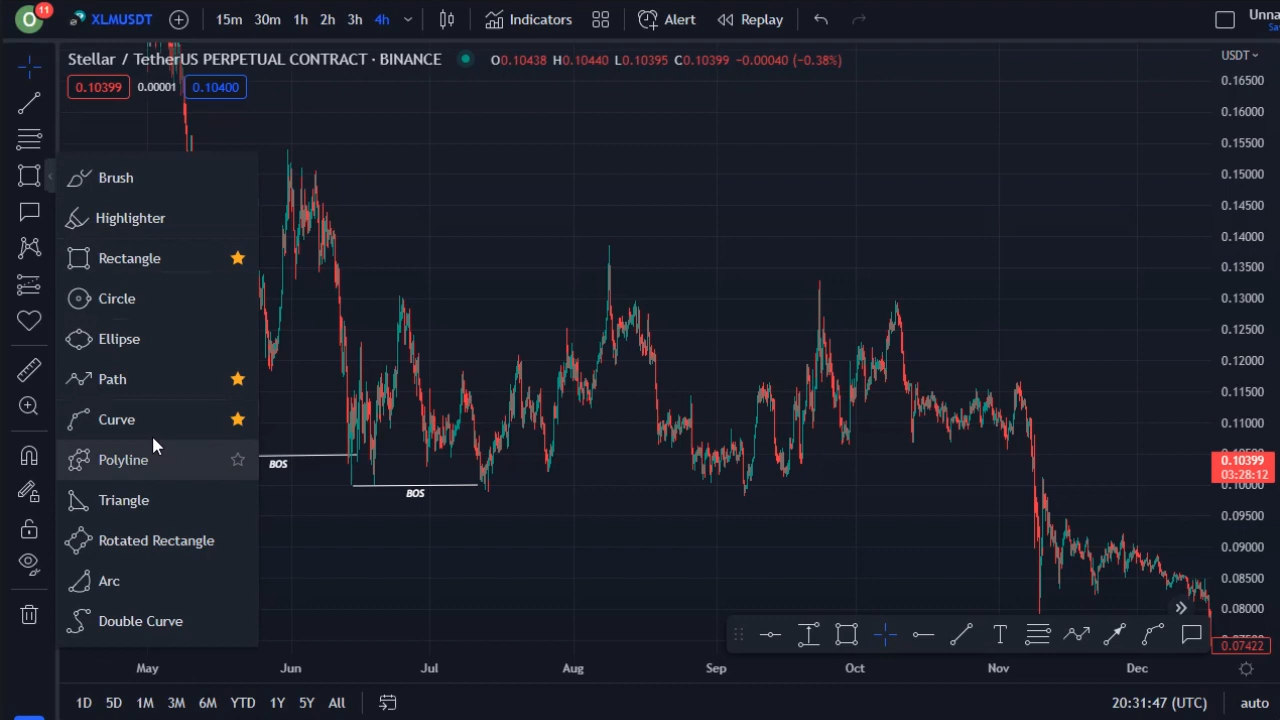 O 11 XLMUSDT 15m 30m 1h 2h 3h 4h Indicators Alert Replay Unna
Stellar / TetherUS PERPETUAL CONTRACT · BINANCE O0.10438 H0.10440 L0.10395 C0.10399 −0.00040 (−0.38%) USDT
0.10399 0.00001 0.10400
0.16500
0.16000
0.15500
0.15000
0.14500
0.14000
0.13500
0.13000
0.12500
0.12000
0.11500
0.11000
0.10399
03:28:12
0.10000
0.09500
0.09000
0.08500
0.08000
0.07422
Brush
Highlighter
Rectangle
Circle
Ellipse
Path
Curve
Polyline
Triangle
Rotated Rectangle
Arc
Double Curve
BOS
BOS
T
May Jun Jul Aug Sep Oct Nov Dec
1D 5D 1M 3M 6M YTD 1Y 5Y All 20:31:47 (UTC) auto